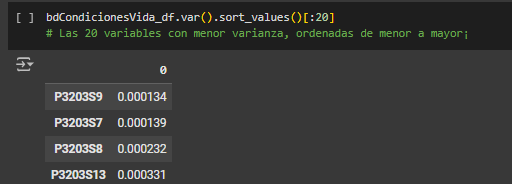 [ ] bdCondicionesVida_df.var().sort_values()[:20]
# Las 20 variables con menor varianza, ordenadas de menor a mayor¡
0
P3203S9 0.000134
P3203S7 0.000139
P3203S8 0.000232
P3203S13 0.000331